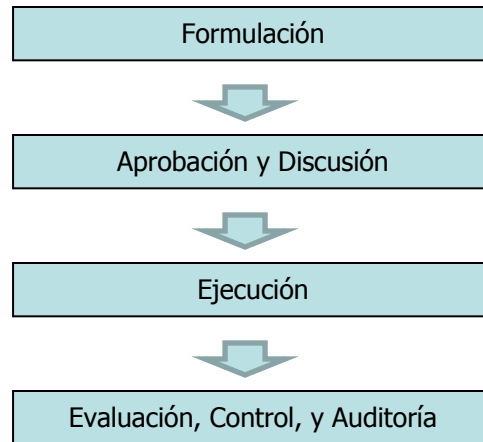 Formulación
Aprobación y Discusión
Ejecución
Evaluación, Control, y Auditoría